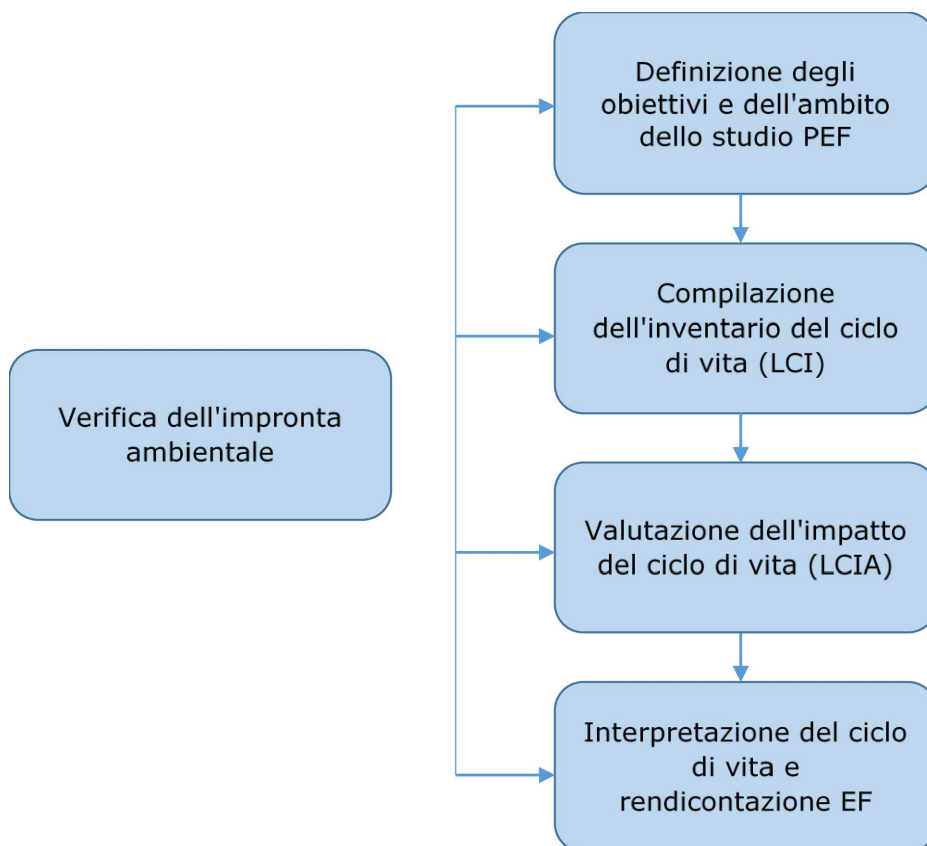 Definizione degli
obiettivi e dell'ambito
dello studio PEF
Compilazione
dell'inventario del ciclo
di vita (LCI)
Verifica dell'impronta
ambientale
Valutazione dell'impatto
del ciclo di vita (LCIA)
Interpretazione del ciclo
di vita e
rendicontazione EF